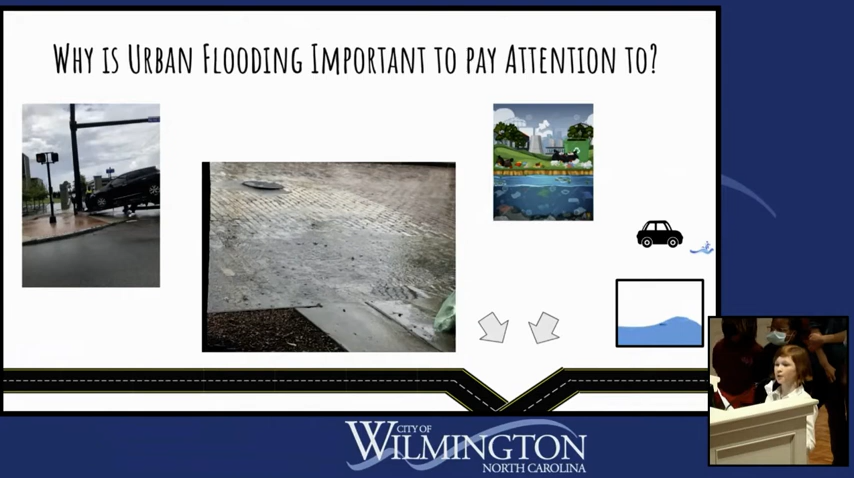 Why is Urban Flooding Important to pay Attention to?
CITY OF
WILMINGTON
NORTH CAROLINA